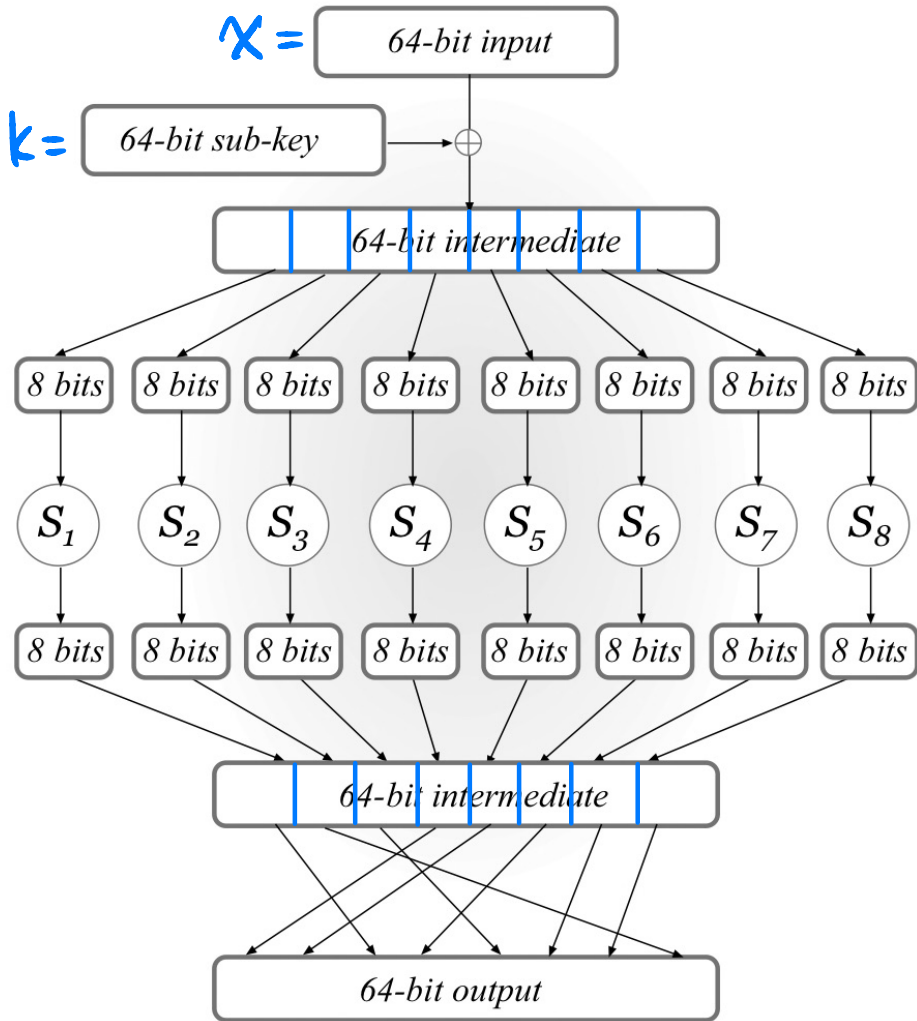 x = 64-bit input
k = 64-bit sub-key
64-bit intermediate
8 bits 8 bits 8 bits 8 bits 8 bits 8 bits 8 bits 8 bits
S1 S2 S3 S4 S5 S6 S7 S8
8 bits 8 bits 8 bits 8 bits 8 bits 8 bits 8 bits 8 bits
64-bit intermediate
64-bit output